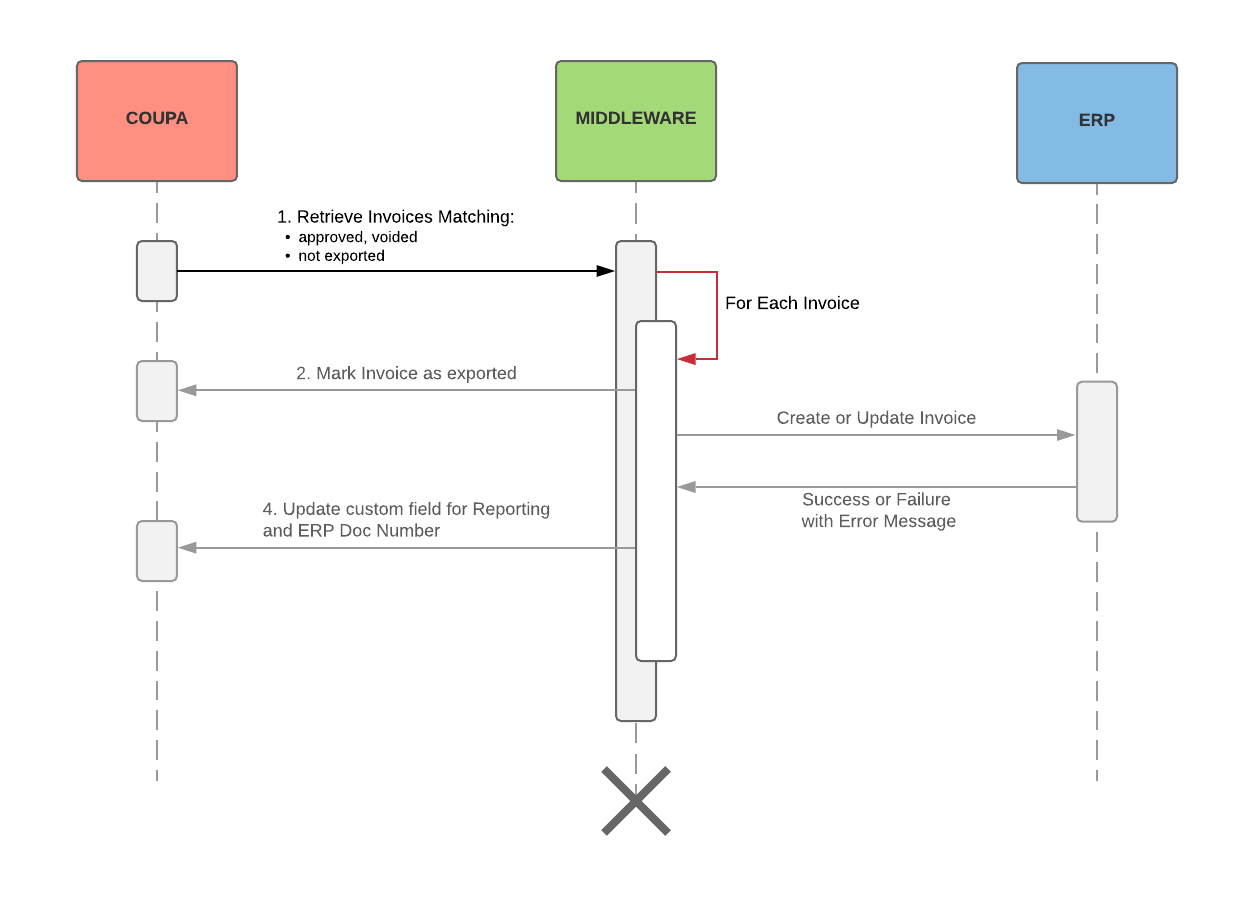 COUPA
MIDDLEWARE
ERP
1. Retrieve Invoices Matching:
• approved, voided
• not exported
For Each Invoice
2. Mark Invoice as exported
Create or Update Invoice
Success or Failure
with Error Message
4. Update custom field for Reporting
and ERP Doc Number